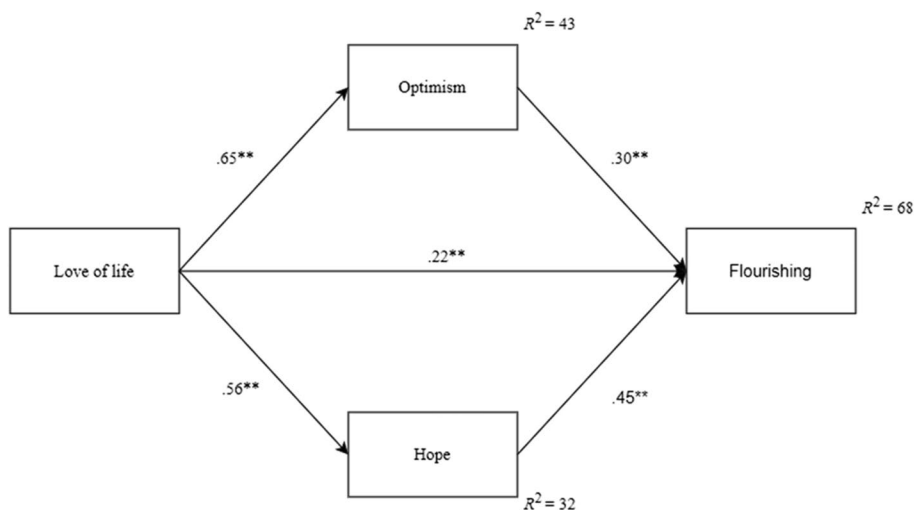 R² = 43
Optimism
.65**
.30**
R² = 68
Love of life
.22**
Flourishing
.56**
.45**
Hope
R² = 32